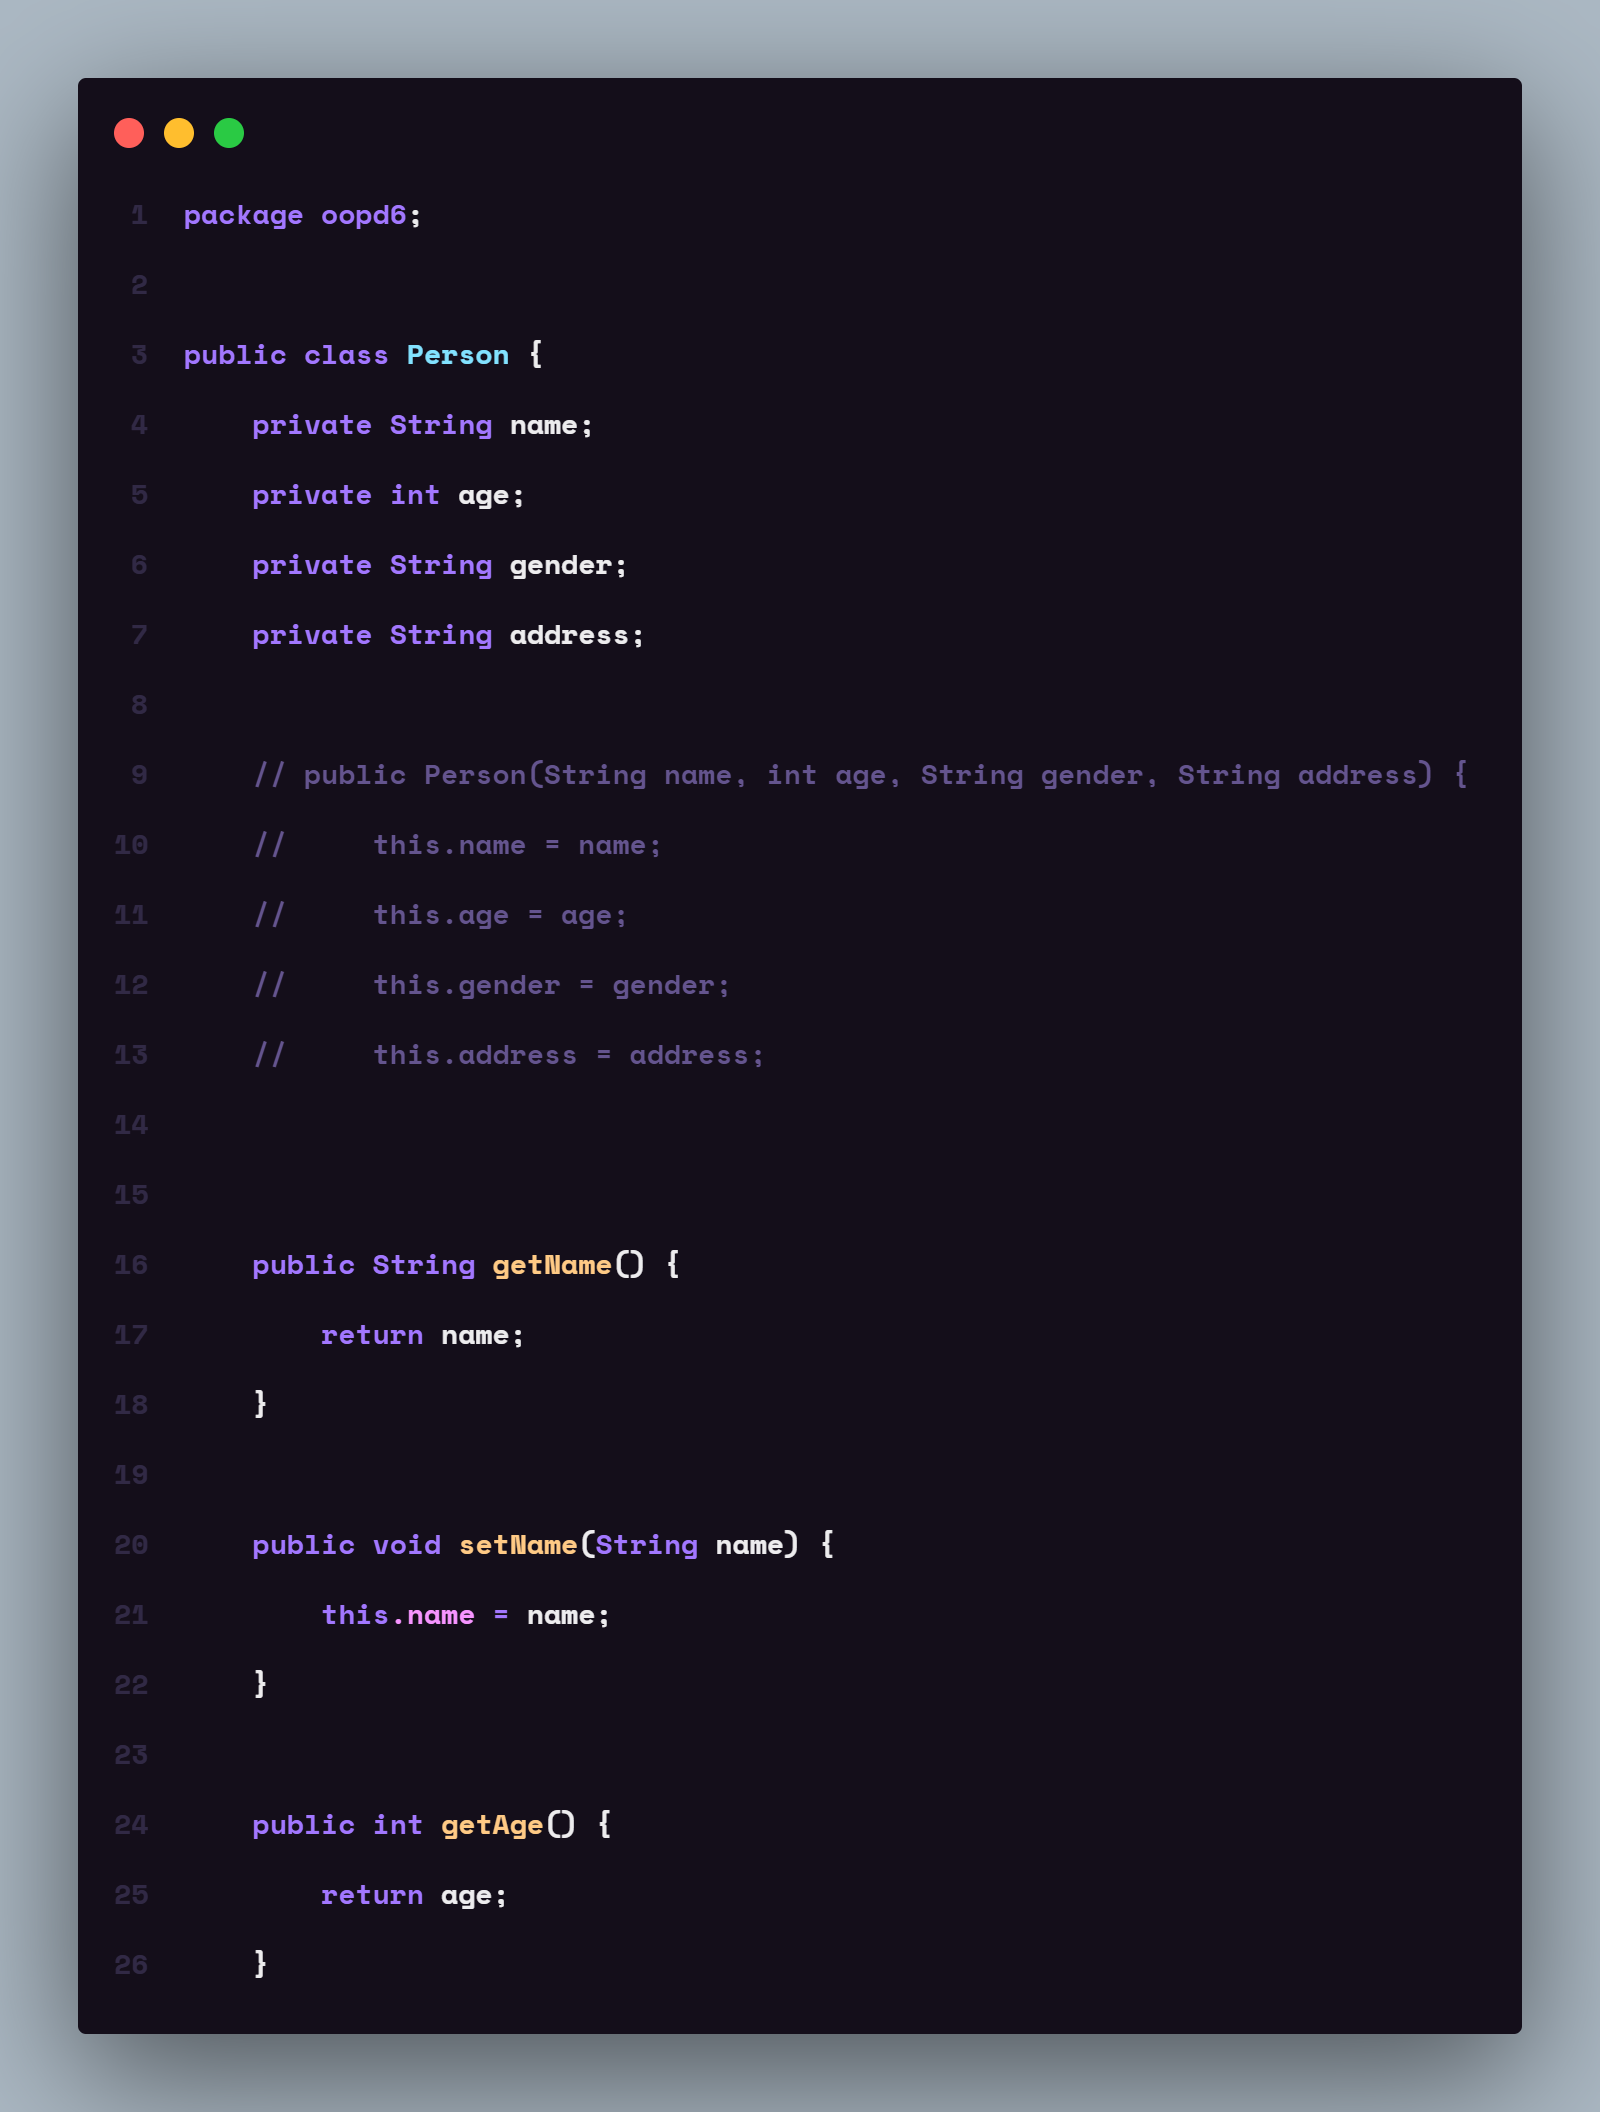 1 package oopd6;
2
3 public class Person {
4     private String name;
5     private int age;
6     private String gender;
7     private String address;
8
9     // public Person(String name, int age, String gender, String address) {
10     //     this.name = name;
11     //     this.age = age;
12     //     this.gender = gender;
13     //     this.address = address;
14
15
16     public String getName() {
17         return name;
18     }
19
20     public void setName(String name) {
21         this.name = name;
22     }
23
24     public int getAge() {
25         return age;
26     }